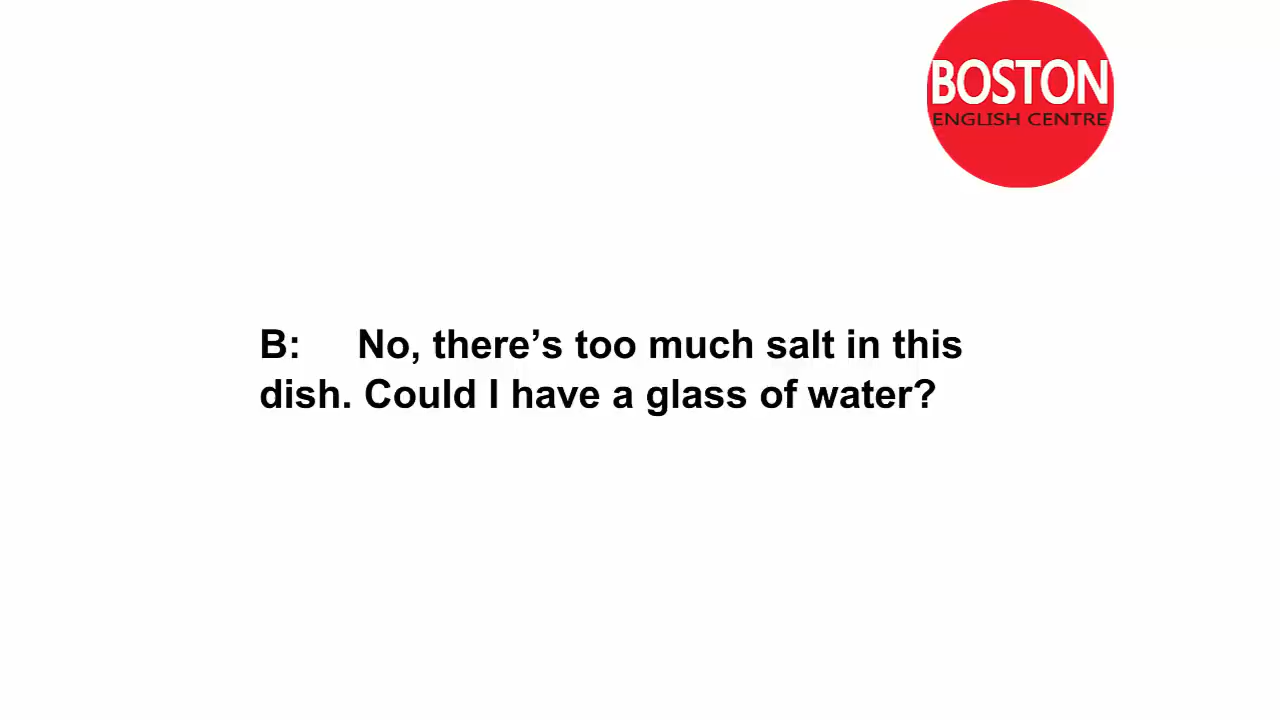 BOSTON
ENGLISH CENTRE
B: No, there’s too much salt in this
dish. Could I have a glass of water?